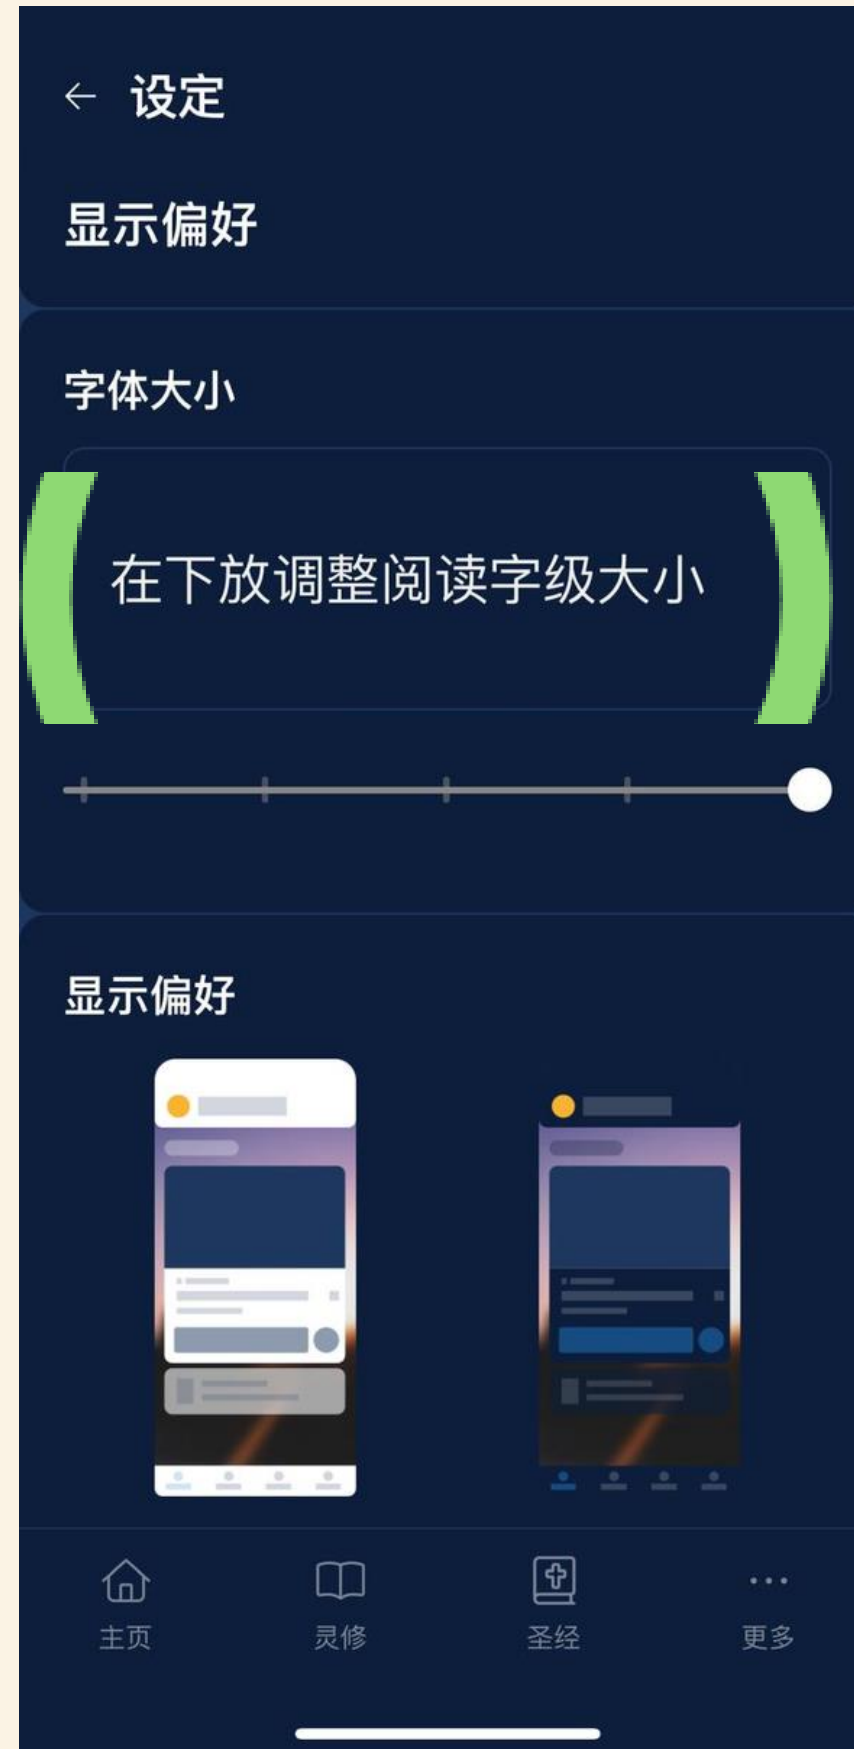 设定
显示偏好
字体大小
在下放调整阅读字级大小
显示偏好
主页
灵修
圣经
更多